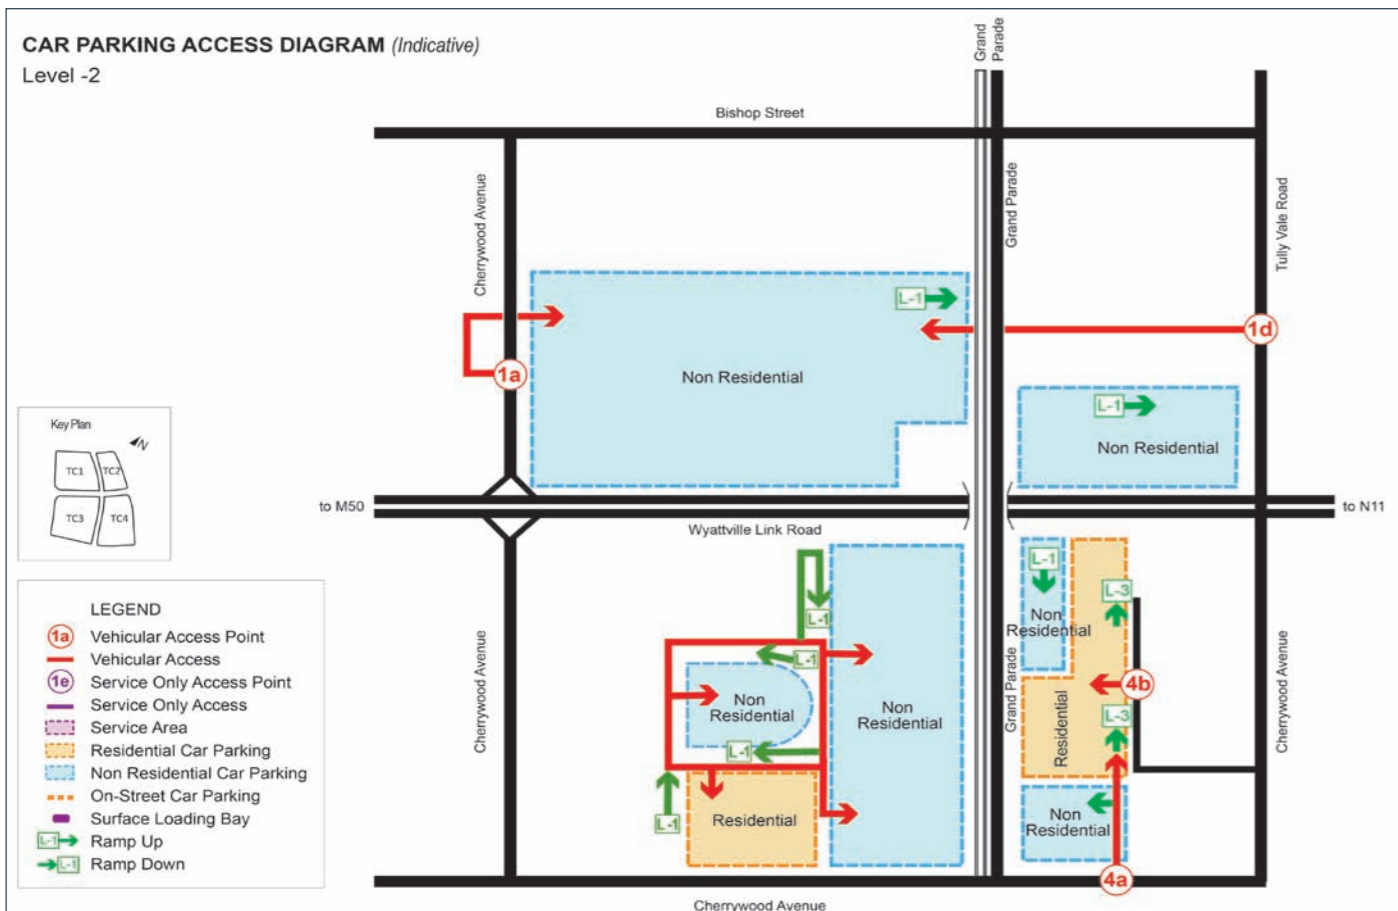 CAR PARKING ACCESS DIAGRAM (Indicative)
Level -2
Grand
Parade
Bishop Street
Cherrywood Avenue
Grand Parade
Tully Vale Road
L-1
1d
1a
Non Residential
L-1
Non Residential
Key Plan
N
TC1
TC2
TC3
TC4
to M50
to N11
Wyattville Link Road
LEGEND
1a Vehicular Access Point
Vehicular Access
1e Service Only Access Point
Service Only Access
Service Area
Residential Car Parking
Non Residential Car Parking
On-Street Car Parking
Surface Loading Bay
L-1 Ramp Up
L-1 Ramp Down
Cherrywood Avenue
L-1
L-1
Non
Residential
L-1
L-1
Residential
Non
Residential
Grand Parade
L-1
Non
Residential
L-3
4b
L-3
Residential
Non
Residential
4a
Cherrywood Avenue
Cherrywood Avenue